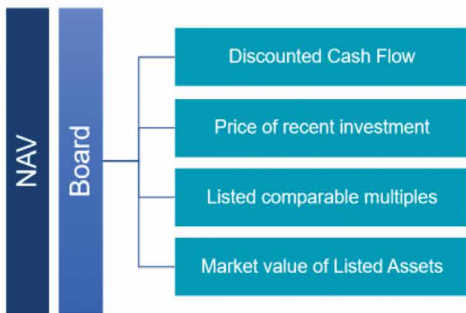 NAV
Board
Discounted Cash Flow
Price of recent investment
Listed comparable multiples
Market value of Listed Assets